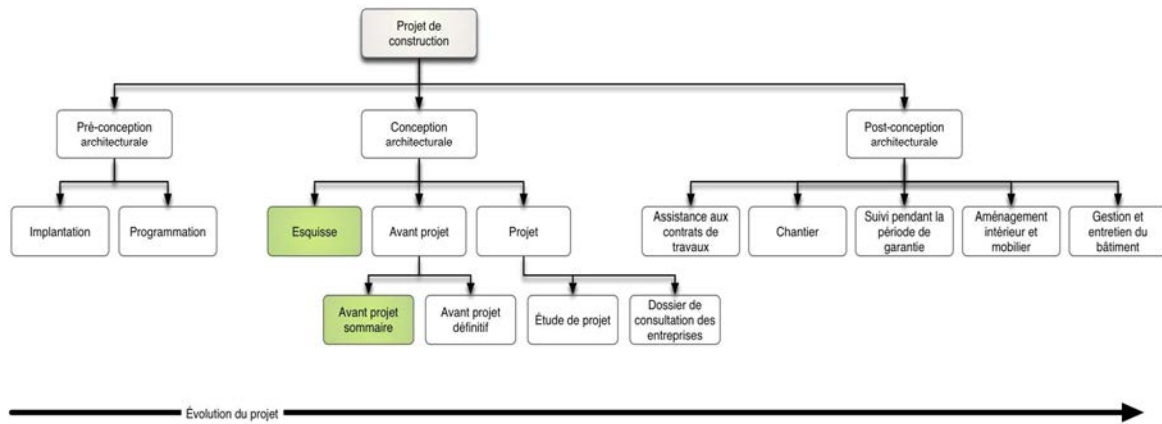 Projet de
construction
Pré-conception
architecturale
Conception
architecturale
Post-conception
architecturale
Implantation
Programmation
Esquisse
Avant projet
Projet
Assistance aux
contrats de
travaux
Chantier
Suivi pendant la
période de
garantie
Aménagement
intérieur et
mobilier
Gestion et
entretien du
bâtiment
Avant projet
sommaire
Avant projet
définitif
Étude de projet
Dossier de
consultation des
entreprises
Évolution du projet